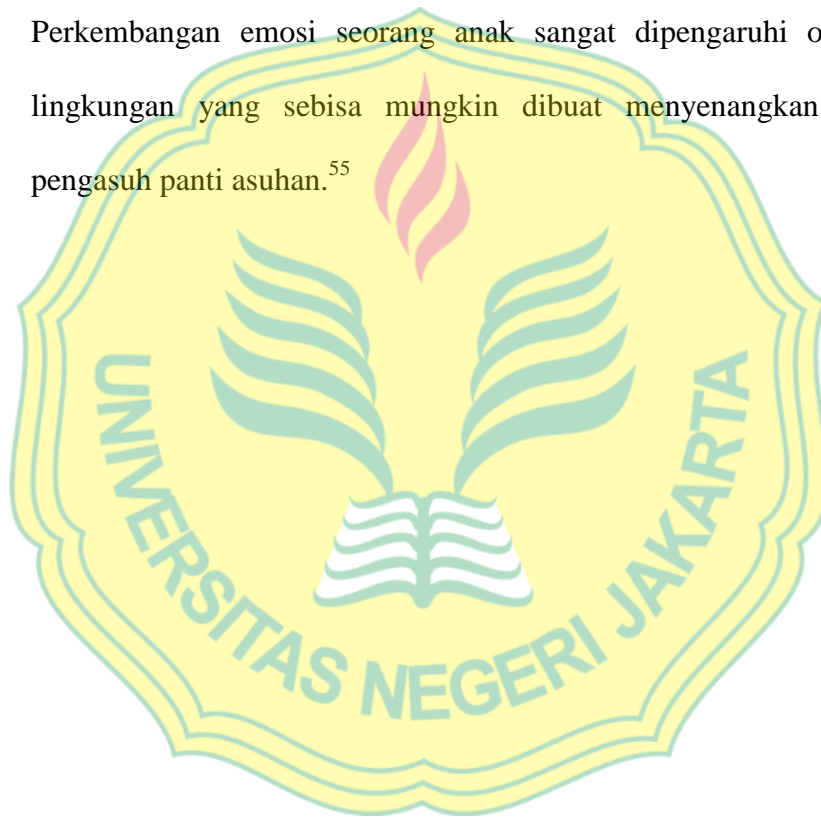 Perkembangan emosi seorang anak sangat dipengaruhi
lingkungan yang sebisa mungkin dibuat menyenangkan
pengasuh panti asuhan.55
UNIVERSITAS NEGERI JAKARTA